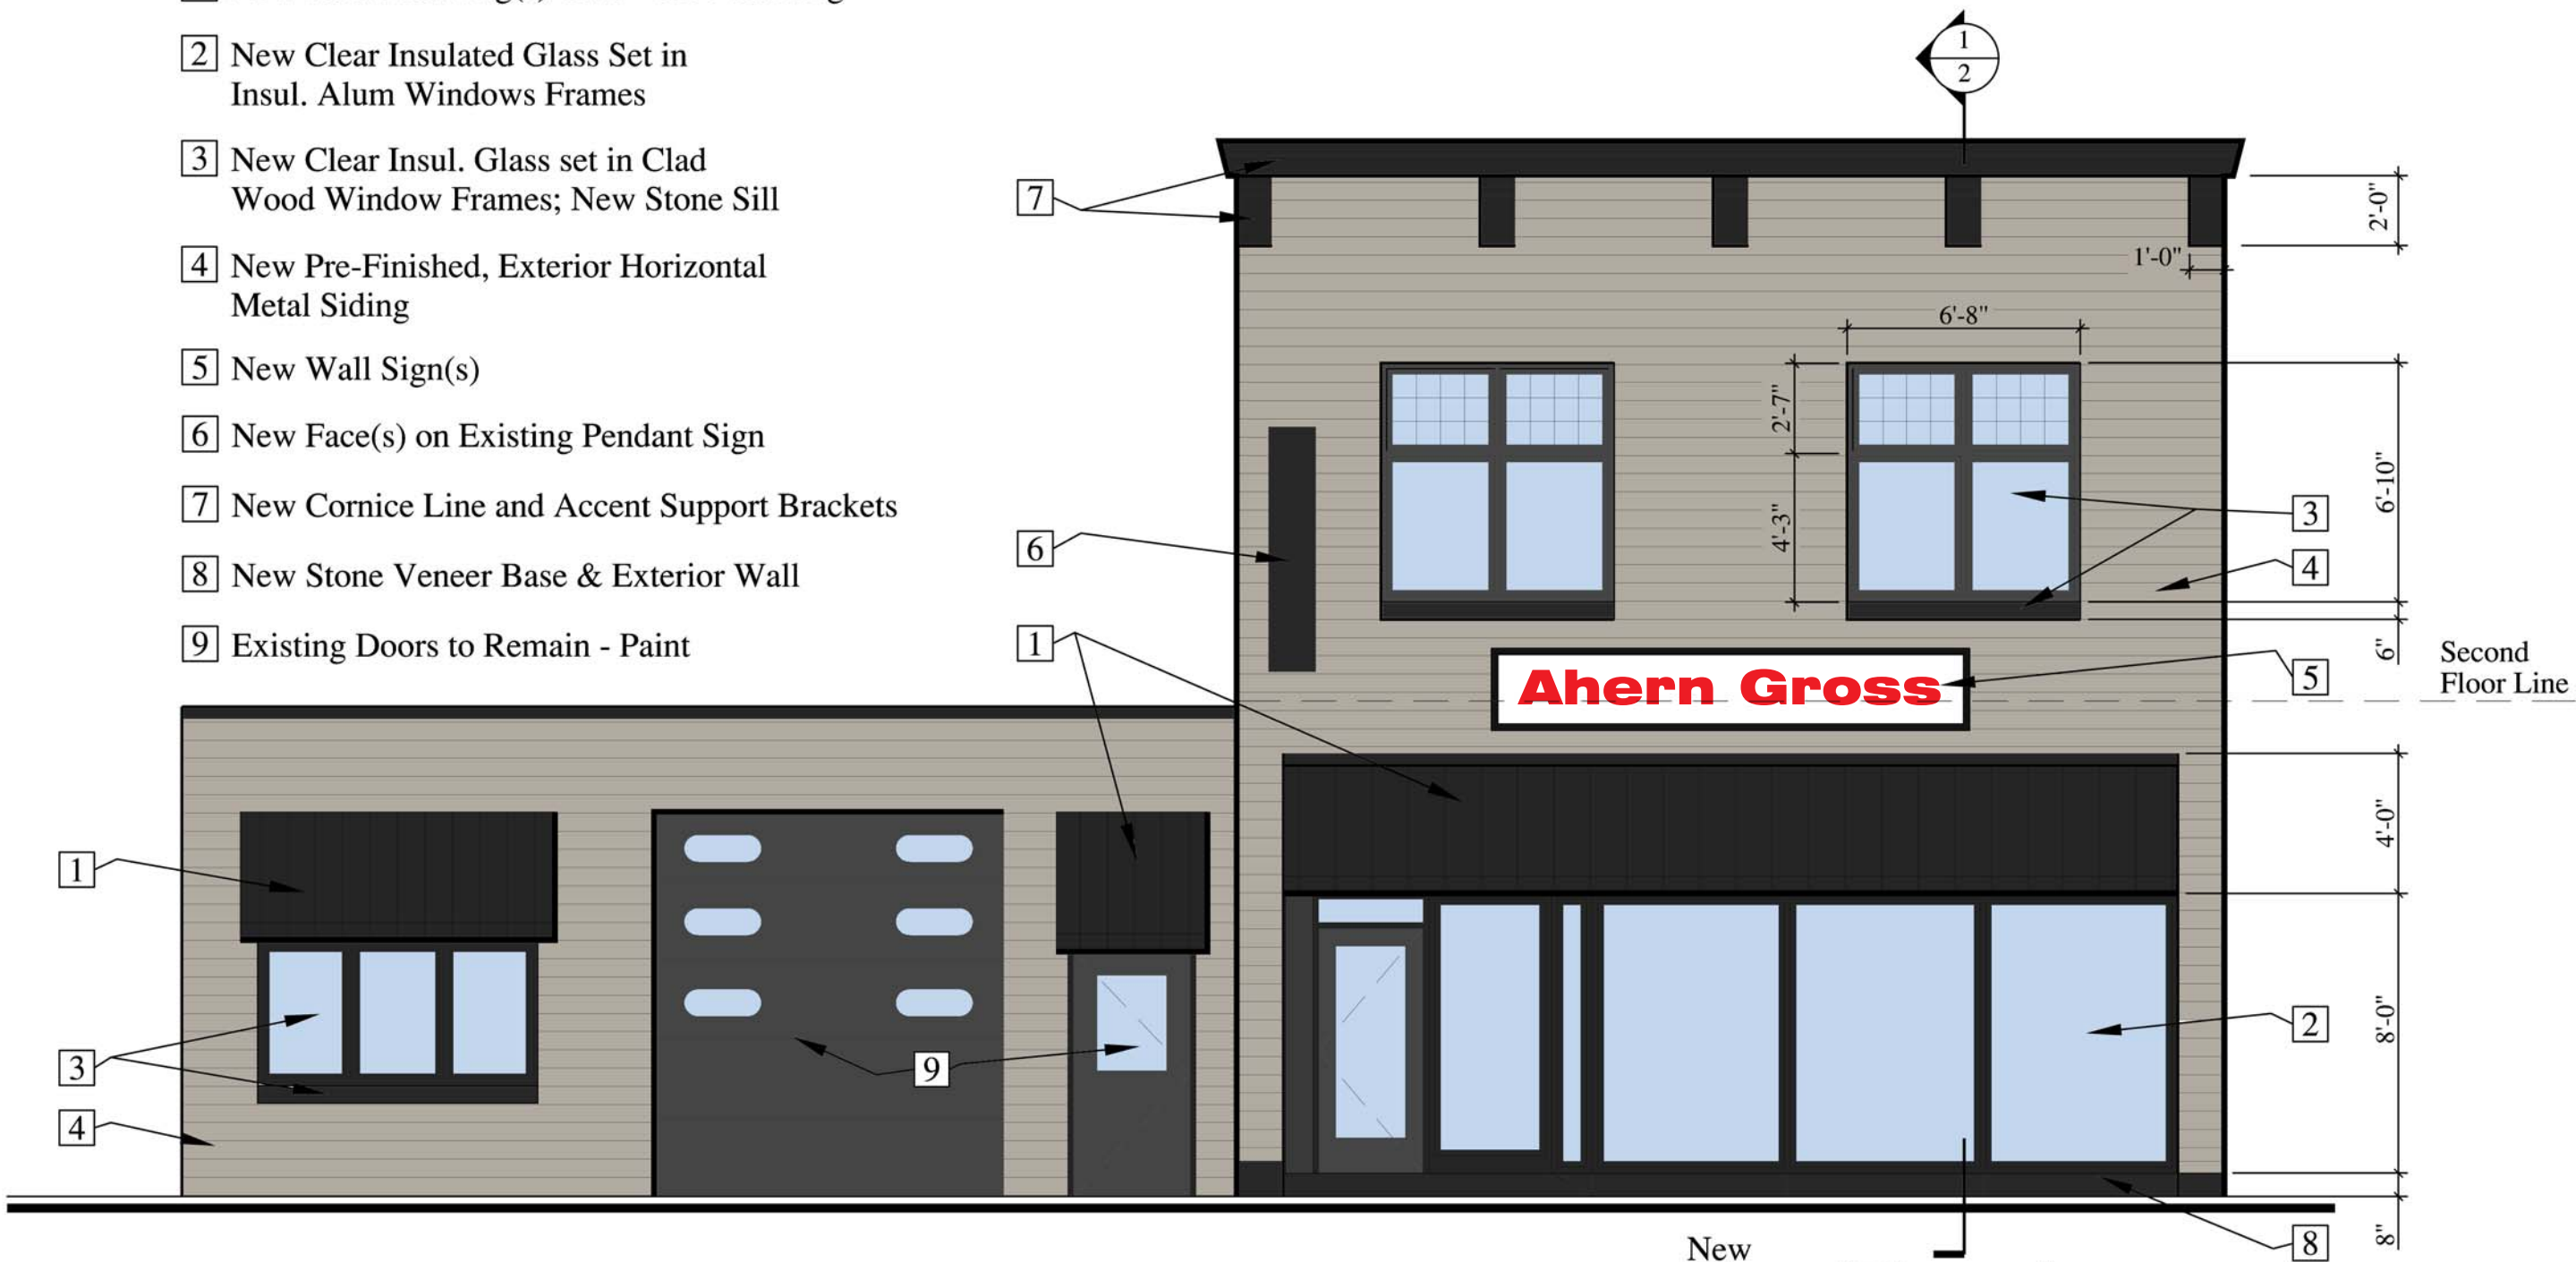 2 New Clear Insulated Glass Set in
Insul. Alum Windows Frames
3 New Clear Insul. Glass set in Clad
Wood Window Frames; New Stone Sill
4 New Pre-Finished, Exterior Horizontal
Metal Siding
5 New Wall Sign(s)
6 New Face(s) on Existing Pendant Sign
7 New Cornice Line and Accent Support Brackets
8 New Stone Veneer Base & Exterior Wall
9 Existing Doors to Remain - Paint
1
2
7
2'-0"
1'-0"
6'-8"
2'-7"
4'-3"
6'-10"
3
4
6
1
6"
Second
Floor Line
Ahern Gross
5
4'-0"
1
3
4
9
8'-0"
2
8
8"
New